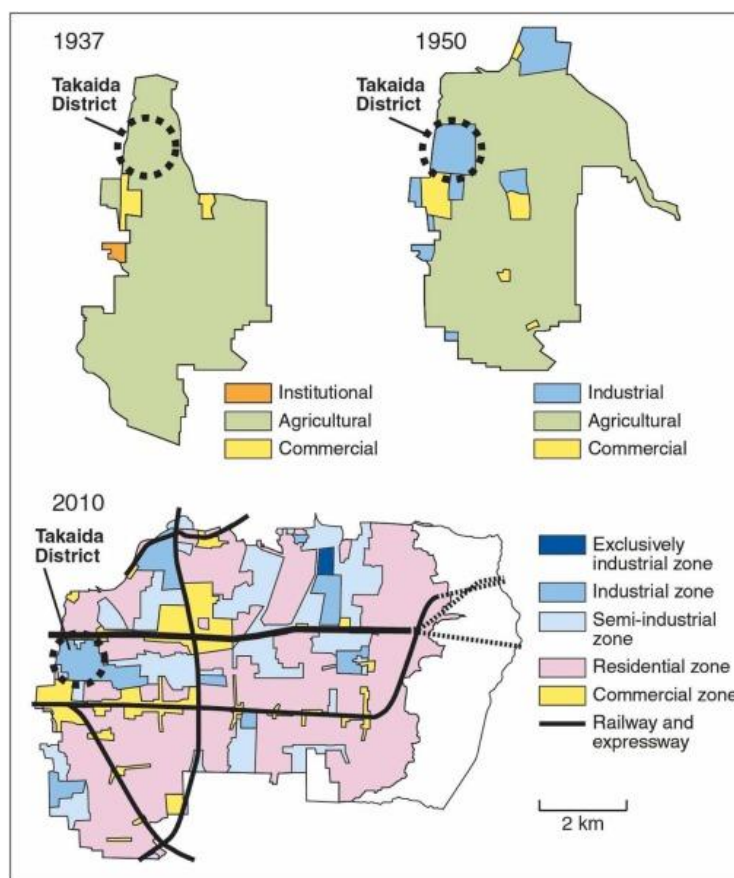 1937
Takaida
District
Institutional
Agricultural
Commercial
1950
Takaida
District
Industrial
Agricultural
Commercial
2010
Takaida
District
Exclusively
industrial zone
Industrial zone
Semi-industrial
zone
Residential zone
Commercial zone
Railway and
expressway
2 km